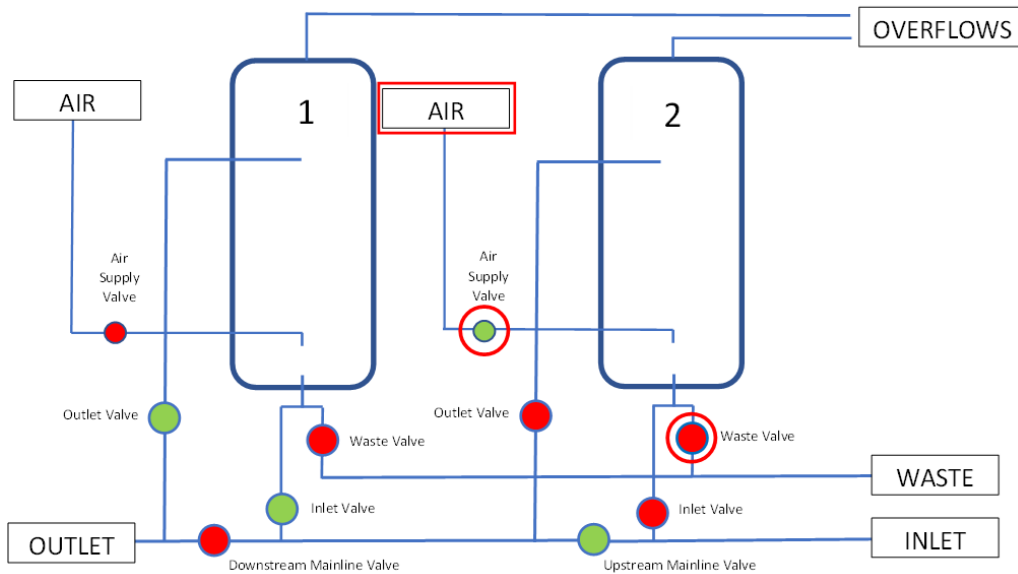 OVERFLOWS
AIR
1
AIR
2
Air
Supply
Valve
Air
Supply
Valve
Outlet Valve
Waste Valve
Outlet Valve
Waste Valve
WASTE
Inlet Valve
Inlet Valve
OUTLET
INLET
Downstream Mainline Valve
Upstream Mainline Valve